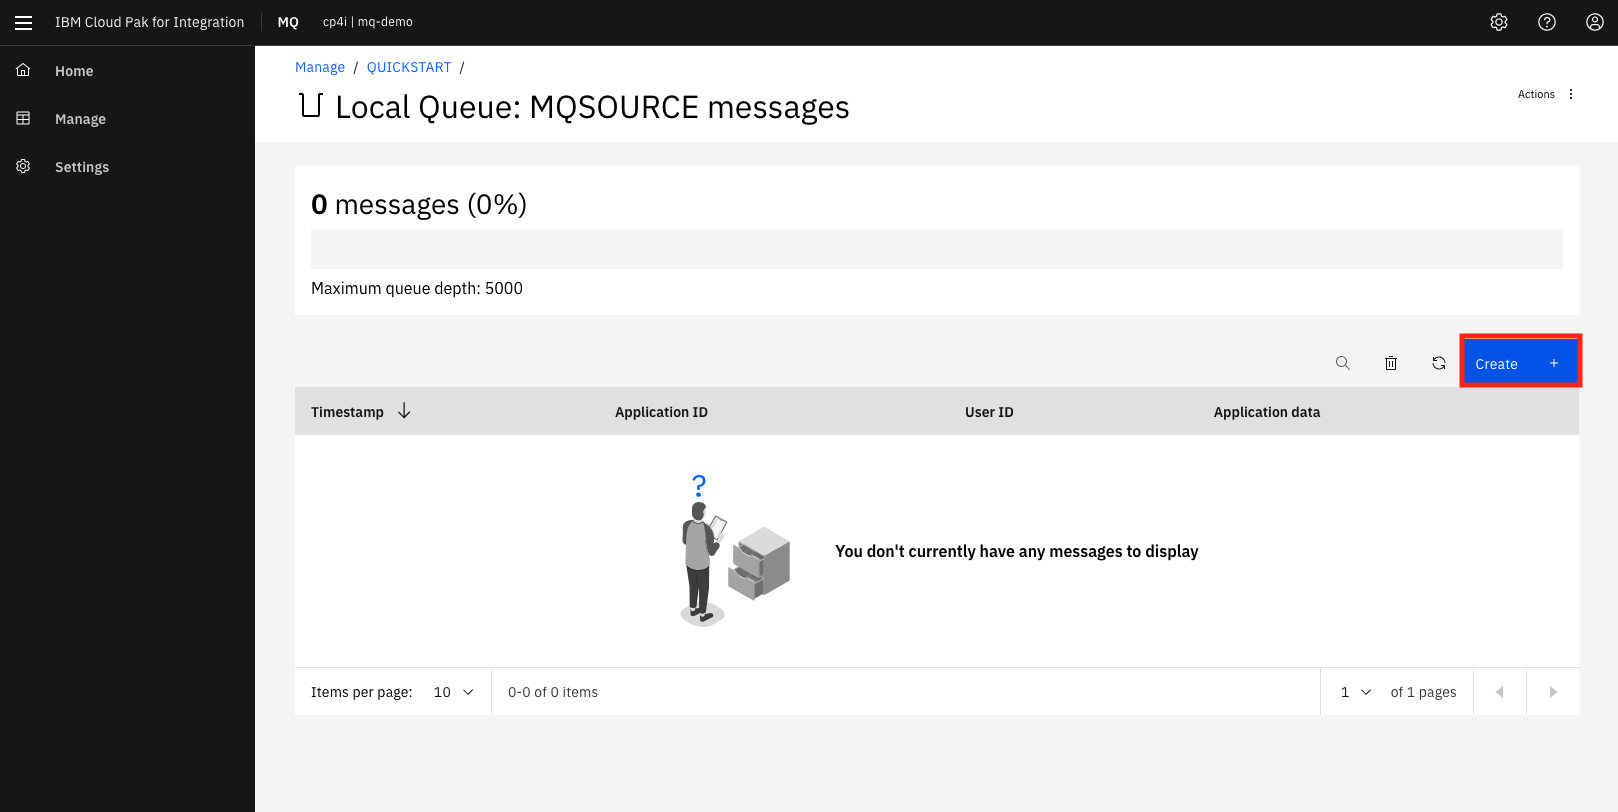 IBM Cloud Pak for Integration MQ cp4i | mq-demo
Home
Manage
Settings
Manage / QUICKSTART /
Local Queue: MQSOURCE messages
Actions
0 messages (0%)
Maximum queue depth: 5000
Create +
Timestamp Application ID User ID Application data
?
You don't currently have any messages to display
Items per page: 10 0-0 of 0 items 1 of 1 pages